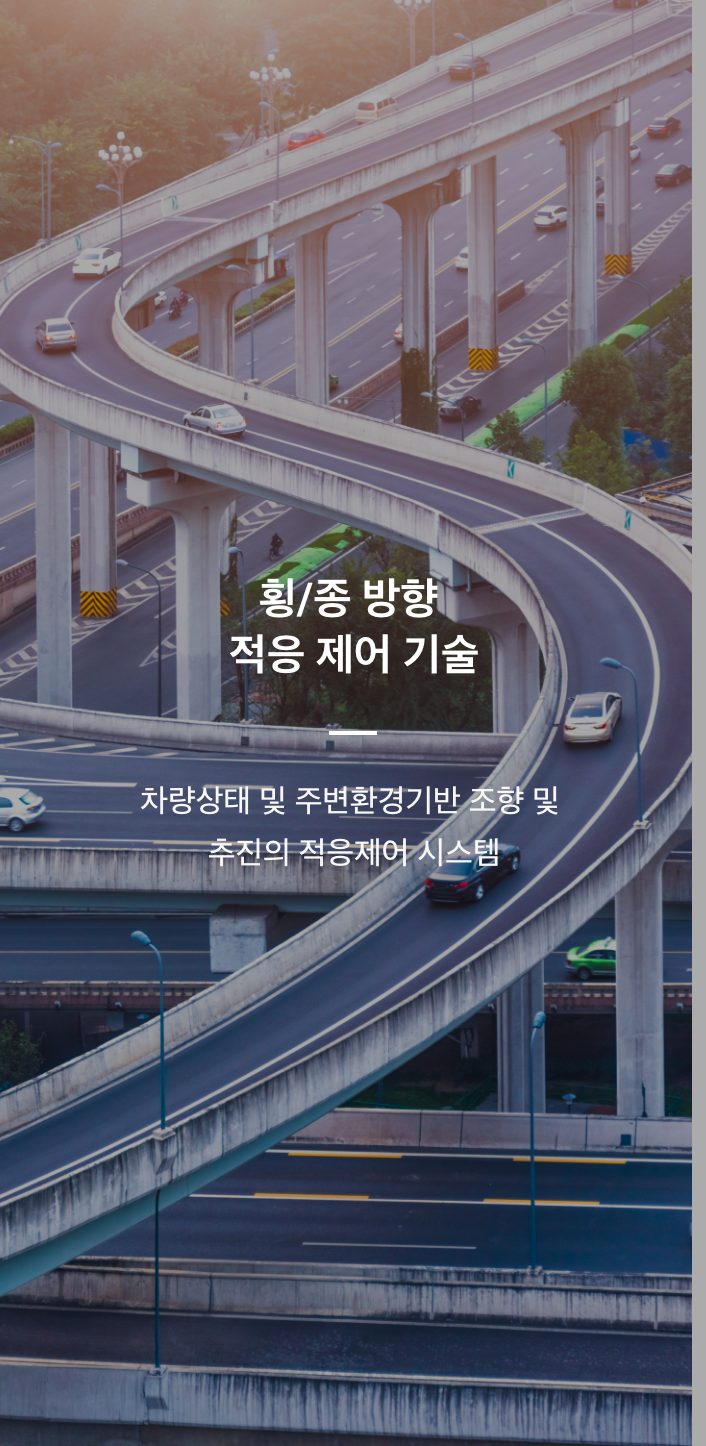 횡/종 방향
적응 제어 기술
차량상태 및 주변환경기반 조향 및
추진의 적응제어 시스템